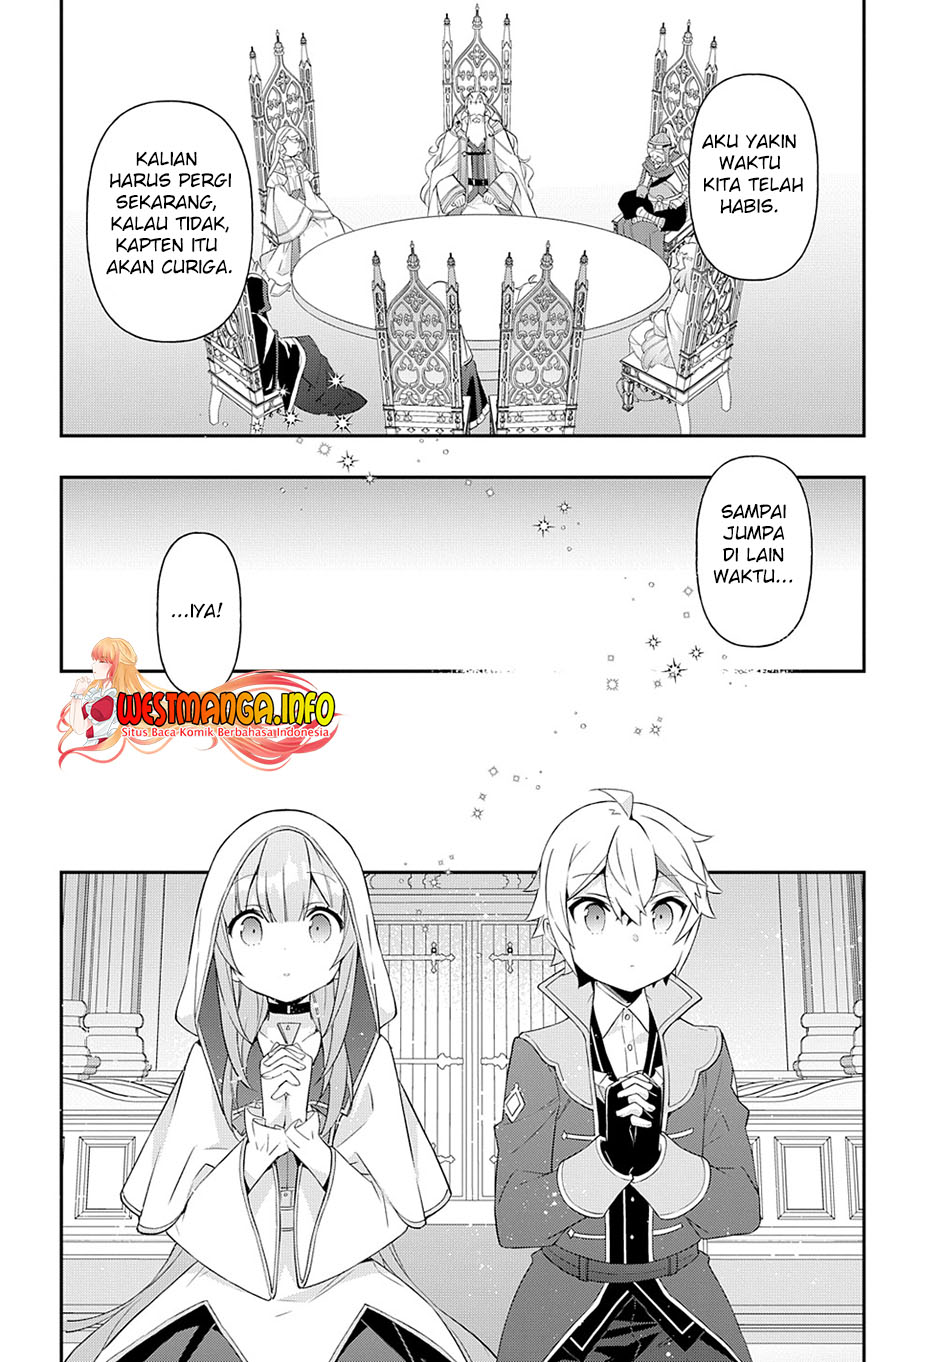 AKU YAKIN
WAKTU
KITA TELAH
HABIS.
KALIAN
HARUS PERGI
SEKARANG,
KALAU TIDAK,
KAPTEN ITU
AKAN CURIGA.
SAMPAI
JUMPA
DI LAIN
WAKTU...
...IYA!
WESTMANGA.INFO
Situs Baca Komik Berbahasa Indonesia